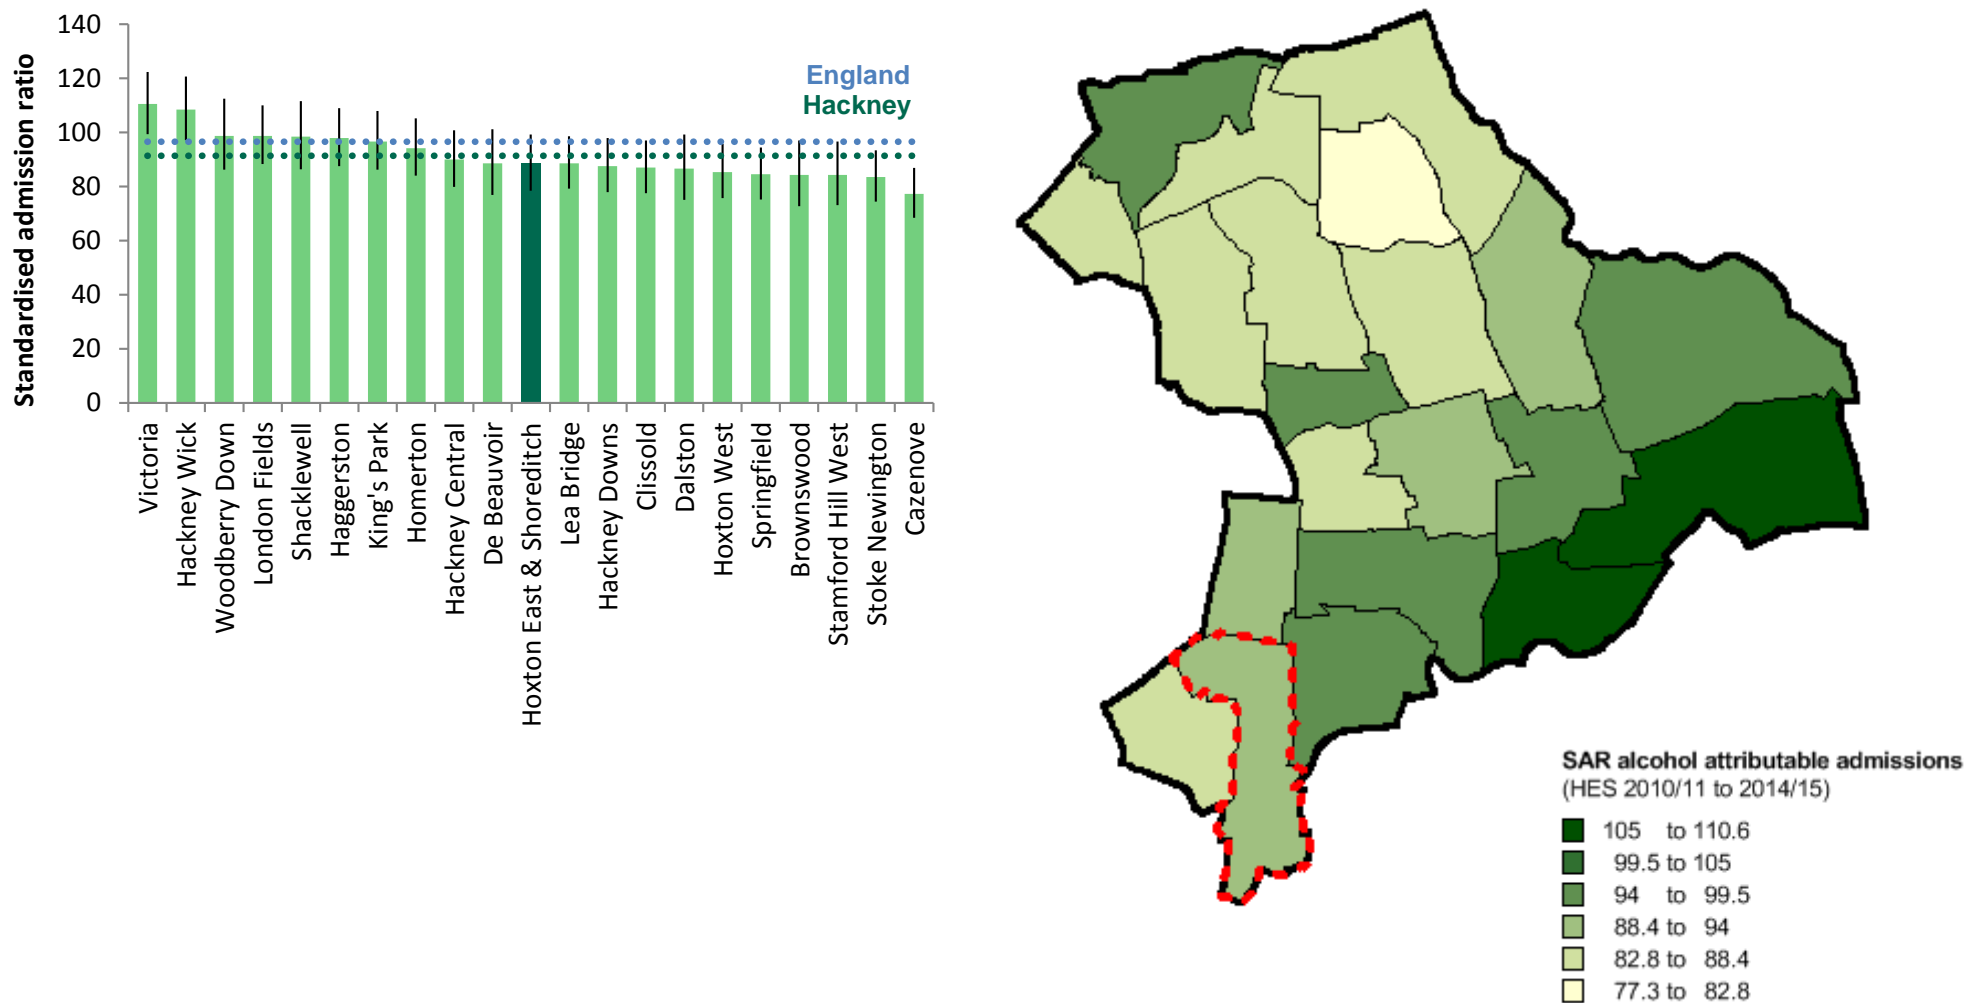 Standardised admission ratio
140
120
100
80
60
40
20
0
England
Hackney
Victoria
Hackney Wick
Woodberry Down
London Fields
Shacklewell
Haggerston
King's Park
Homerton
Hackney Central
De Beauvoir
Hoxton East & Shoreditch
Lea Bridge
Hackney Downs
Clissold
Dalston
Hoxton West
Springfield
Brownswood
Stamford Hill West
Stoke Newington
Cazenove
SAR alcohol attributable admissions
(HES 2010/11 to 2014/15)
105 to 110.6
99.5 to 105
94 to 99.5
88.4 to 94
82.8 to 88.4
77.3 to 82.8